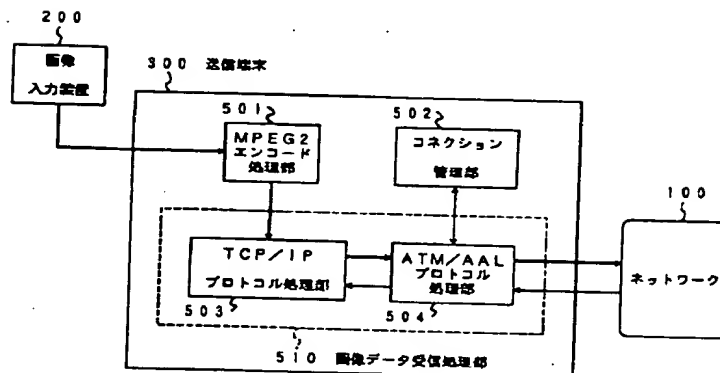 200
画像
入力装置
300 送信端末
501
MPEG2
エンコード
処理部
502
コネクション
管理部
100
ネットワーク
TCP/IP
プロトコル処理部
503
ATM/AAL
プロトコル
処理部
504
510 画像データ受信処理部